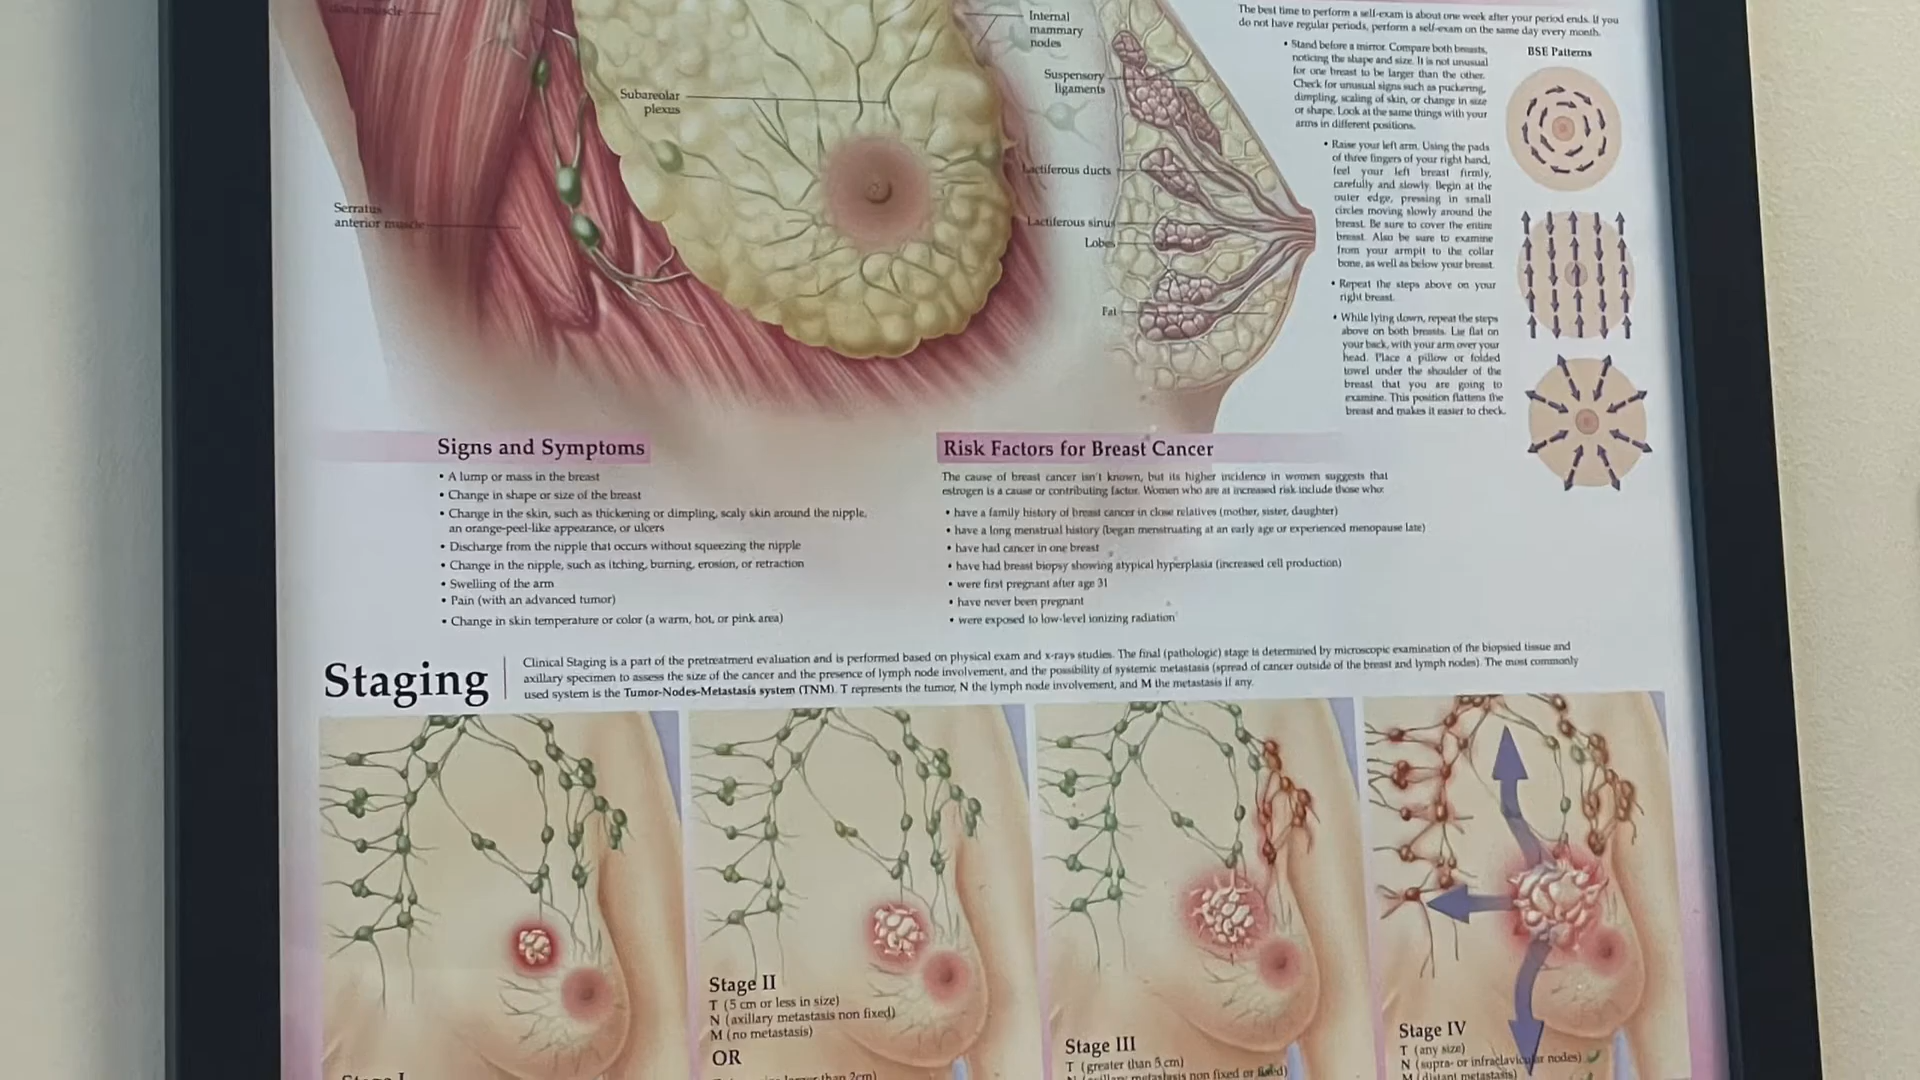 Internal
mammary
nodes
Suspensory
ligaments
Subareolar
plexus
Lactiferous ducts
Serratus
anterior muscle
Lactiferous sinus
Lobes
Fat
The best time to perform a self-exam is about one week after your period ends. If you
do not have regular periods, perform a self-exam on the same day every month.
• Stand before a mirror. Compare both breasts,
noticing the shape and size. It is not unusual
for one breast to be larger than the other.
Check for unusual signs such as puckering,
dimpling, scaling of skin, or change in size
or shape. Look at the same things with your
arms in different positions.
• Raise your left arm. Using the pads
of three fingers of your right hand,
feel your left breast firmly,
carefully and slowly. Begin at the
outer edge, pressing in small
circles moving slowly around the
breast. Be sure to cover the entire
breast. Also be sure to examine
from your armpit to the collar
bone, as well as below your breast.
• Repeat the steps above on your
right breast.
• While lying down, repeat the steps
above on both breasts. Lie flat on
your back, with your arm over your
head. Place a pillow or folded
towel under the shoulder of the
breast that you are going to
examine. This position flattens the
breast and makes it easier to check.
BSE Patterns
Signs and Symptoms
• A lump or mass in the breast
• Change in shape or size of the breast
• Change in the skin, such as thickening or dimpling, scaly skin around the nipple,
an orange-peel-like appearance, or ulcers
• Discharge from the nipple that occurs without squeezing the nipple
• Change in the nipple, such as itching, burning, erosion, or retraction
• Swelling of the arm
• Pain (with an advanced tumor)
• Change in skin temperature or color (a warm, hot, or pink area)
Risk Factors for Breast Cancer
The cause of breast cancer isn't known, but its higher incidence in women suggests that
estrogen is a cause or contributing factor. Women who are at increased risk include those who:
• have a family history of breast cancer in close relatives (mother, sister, daughter)
• have a long menstrual history (began menstruating at an early age or experienced menopause late)
• have had cancer in one breast
• have had breast biopsy showing atypical hyperplasia (increased cell production)
• were first pregnant after age 31
• have never been pregnant
• were exposed to low-level ionizing radiation
Staging
Clinical Staging is a part of the pretreatment evaluation and is performed based on physical exam and x-rays studies. The final (pathologic) stage is determined by microscopic examination of the biopsied tissue and
axillary specimen to assess the size of the cancer and the presence of lymph node involvement, and the possibility of systemic metastasis (spread of cancer outside of the breast and lymph nodes). The most commonly
used system is the Tumor-Nodes-Metastasis system (TNM). T represents the tumor, N the lymph node involvement, and M the metastasis if any.
Stage I
Stage II
T (5 cm or less in size)
N (axillary metastasis non fixed)
M (no metastasis)
OR
than 2cm)
Stage III
T (greater than 5 cm)
metastasis non fixed or fixed)
Stage IV
T (any size)
N (supra- or infraclavicular nodes)
M (distant metastasis)